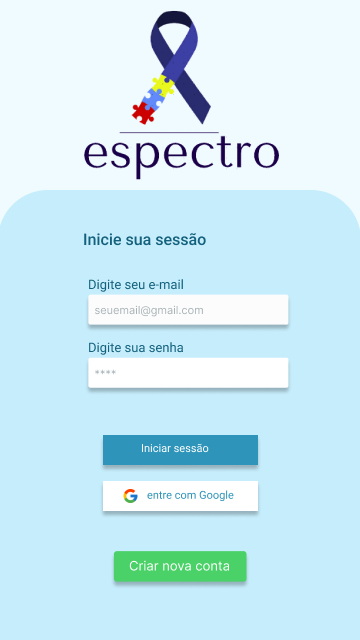 espectro
Inicie sua sessão
Digite seu e-mail
seuemail@gmail.com
Digite sua senha
****
Iniciar sessão
entre com Google
Criar nova conta